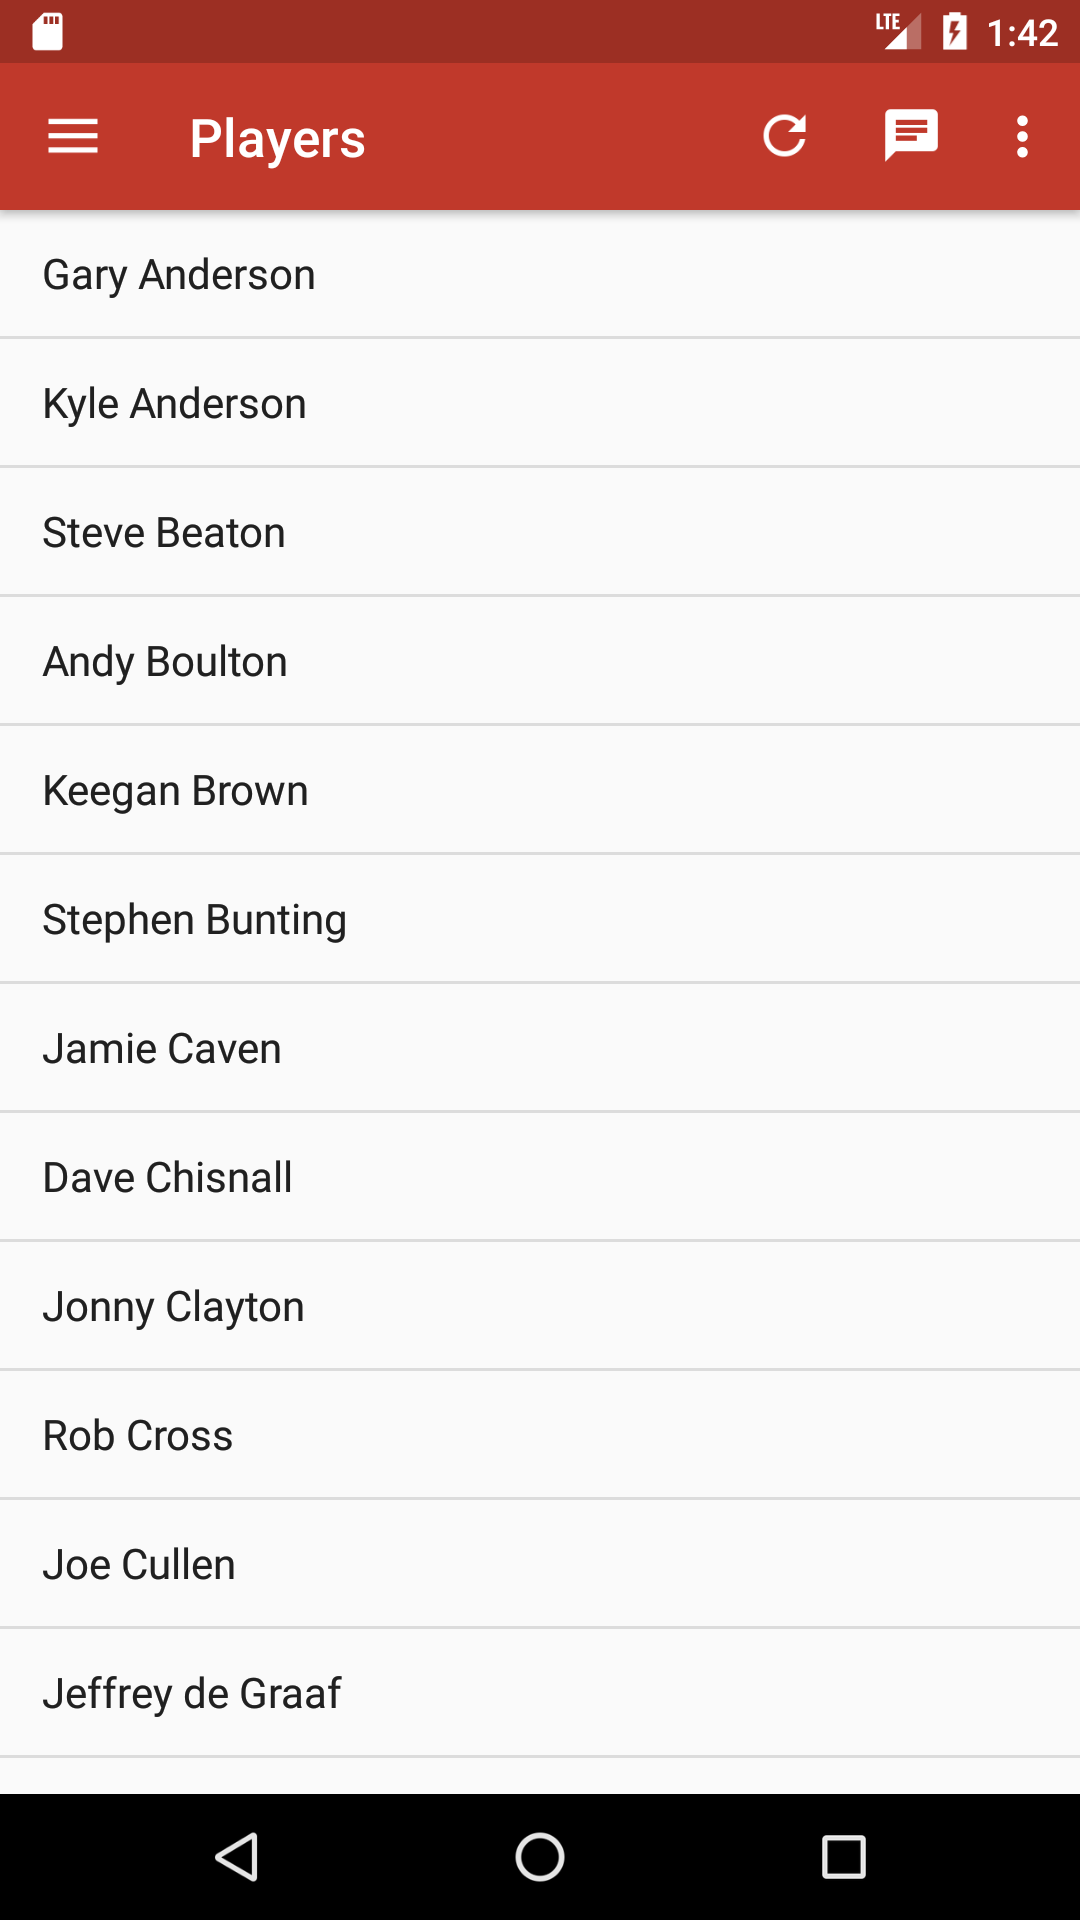 LTE 1:42
Players
Gary Anderson
Kyle Anderson
Steve Beaton
Andy Boulton
Keegan Brown
Stephen Bunting
Jamie Caven
Dave Chisnall
Jonny Clayton
Rob Cross
Joe Cullen
Jeffrey de Graaf